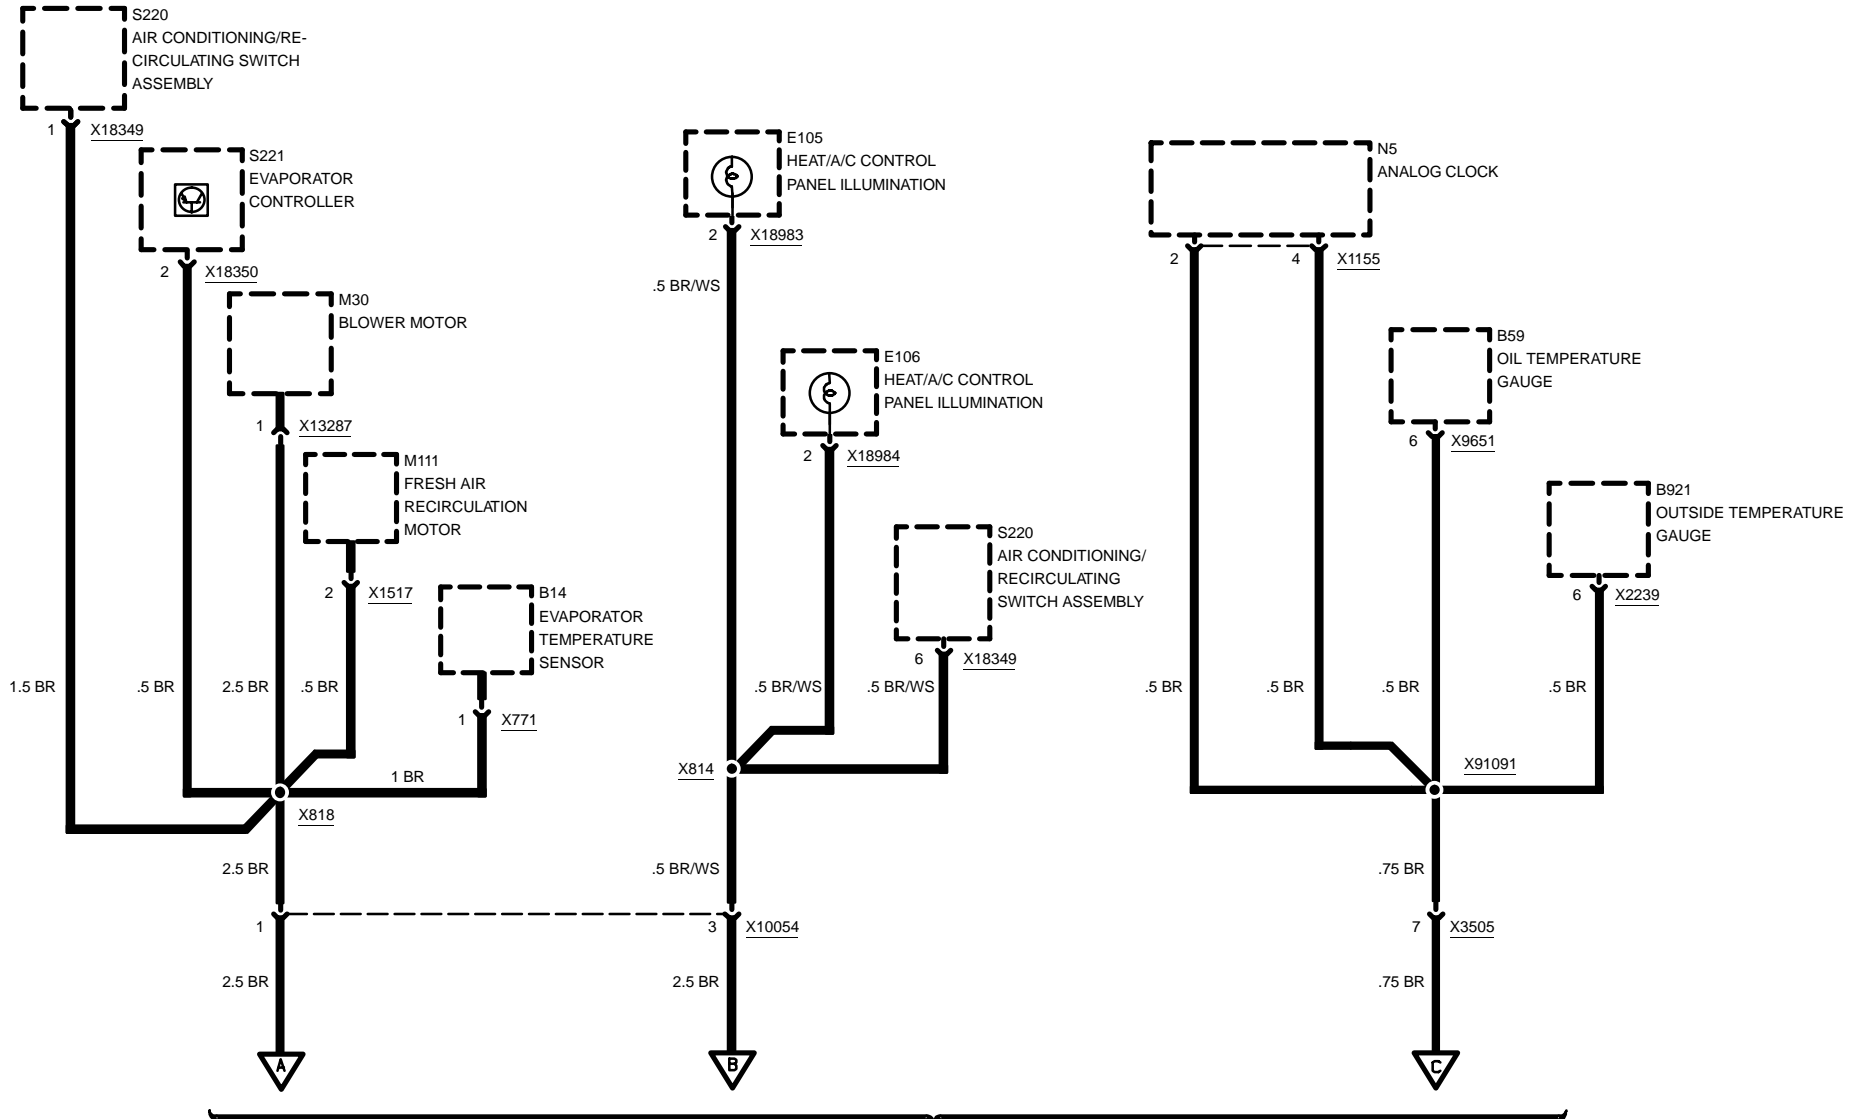 S220
AIR CONDITIONING/RE-
CIRCULATING SWITCH
ASSEMBLY
1 X18349
S221
EVAPORATOR
CONTROLLER
2 X18350
M30
BLOWER MOTOR
1 X13287
M111
FRESH AIR
RECIRCULATION
MOTOR
2 X1517
B14
EVAPORATOR
TEMPERATURE
SENSOR
1 X771
1.5 BR
.5 BR
2.5 BR
.5 BR
1 BR
X818
2.5 BR
1
2.5 BR
A
E105
HEAT/A/C CONTROL
PANEL ILLUMINATION
2 X18983
.5 BR/WS
E106
HEAT/A/C CONTROL
PANEL ILLUMINATION
2 X18984
S220
AIR CONDITIONING/
RECIRCULATING
SWITCH ASSEMBLY
6 X18349
.5 BR/WS
.5 BR/WS
X814
.5 BR/WS
3 X10054
2.5 BR
B
N5
ANALOG CLOCK
2
4 X1155
B59
OIL TEMPERATURE
GAUGE
6 X9651
B921
OUTSIDE TEMPERATURE
GAUGE
6 X2239
.5 BR
.5 BR
.5 BR
.5 BR
X91091
.75 BR
7 X3505
.75 BR
C